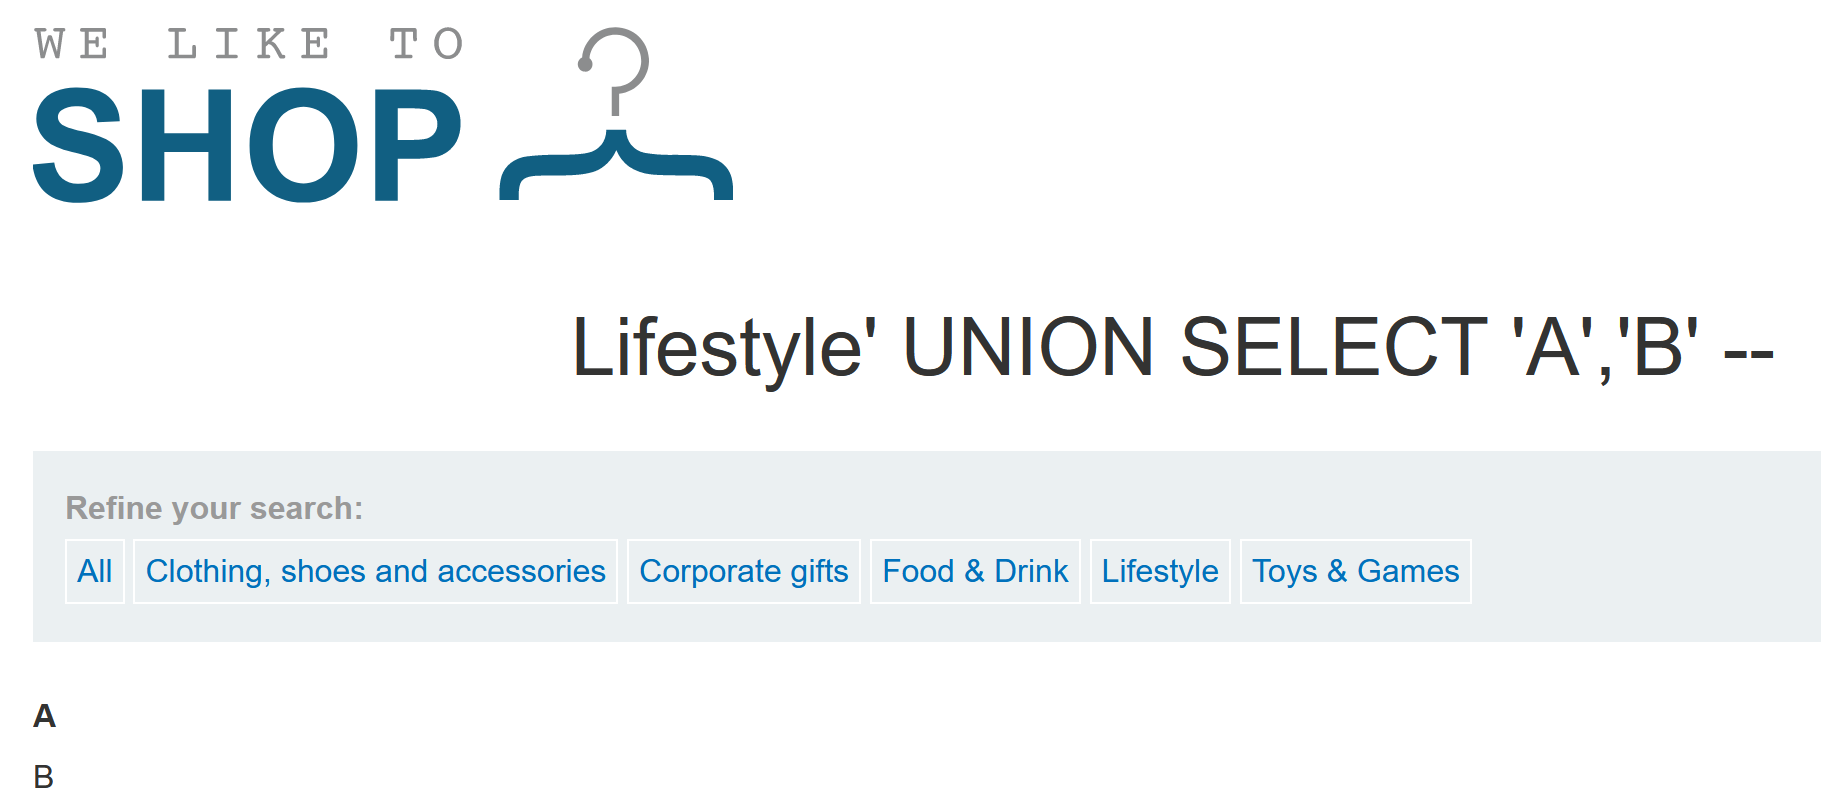 WE LIKE TO
SHOP
Lifestyle' UNION SELECT 'A','B' --
Refine your search:
All Clothing, shoes and accessories Corporate gifts Food & Drink Lifestyle Toys & Games
A
B